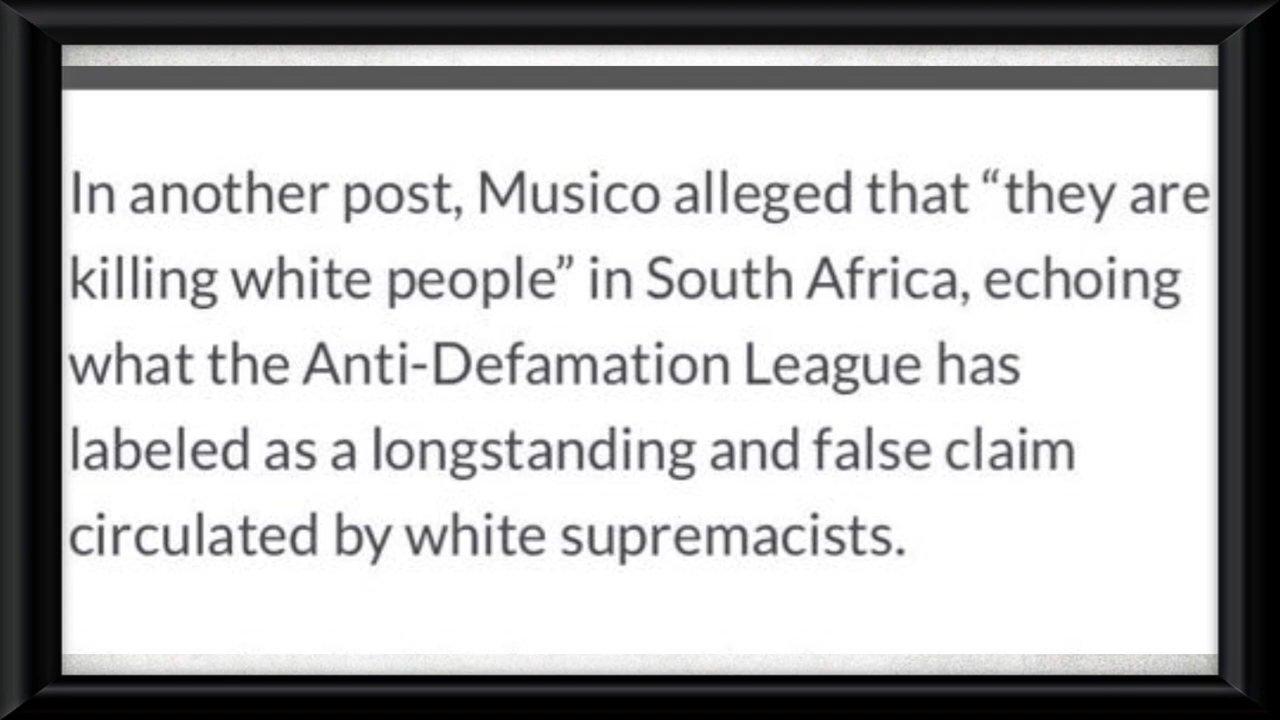 In another post, Musico alleged that “they are
killing white people” in South Africa, echoing
what the Anti-Defamation League has
labeled as a longstanding and false claim
circulated by white supremacists.